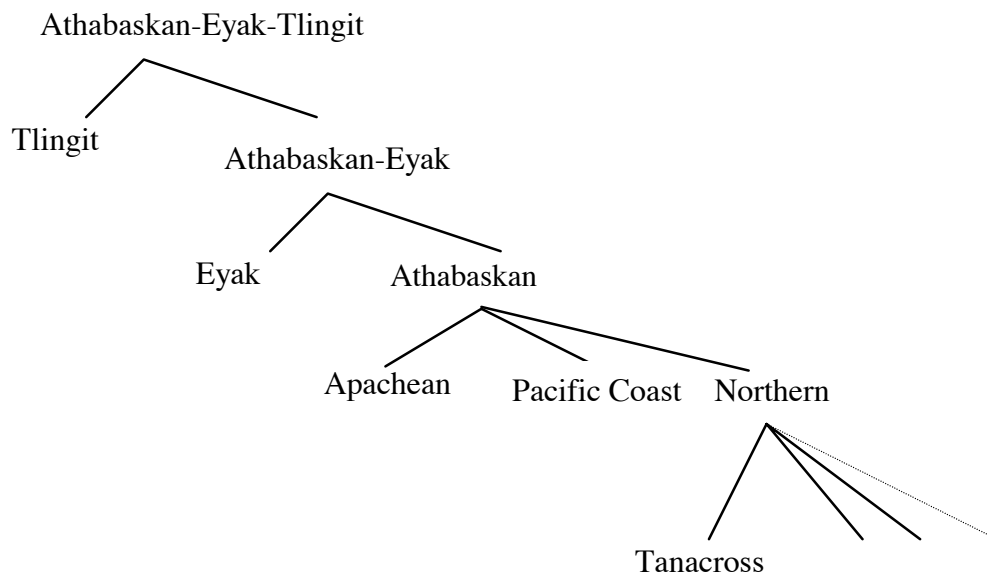 Athabaskan-Eyak-Tlingit
Tlingit
Athabaskan-Eyak
Eyak
Athabaskan
Apachean
Pacific Coast
Northern
Tanacross